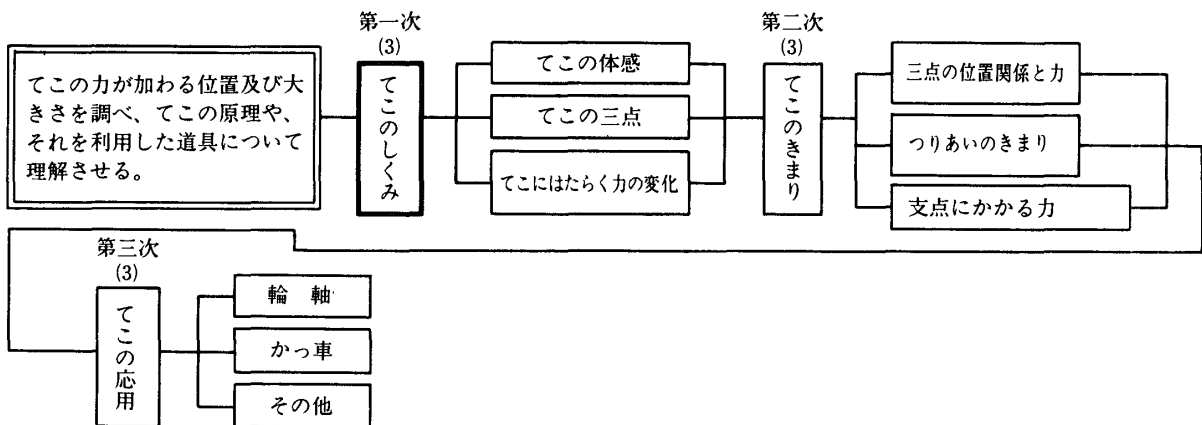 てこの力が加わる位置及び大
きさを調べ、てこの原理や、
それを利用した道具について
理解させる。
第一次
(3)
てこのしくみ
てこの体感
てこの三点
てこにはたらく力の変化
第二次
(3)
てこのきまり
三点の位置関係と力
つりあいのきまり
支点にかかる力
第三次
(3)
てこの応用
輪　軸
かっ車
その他